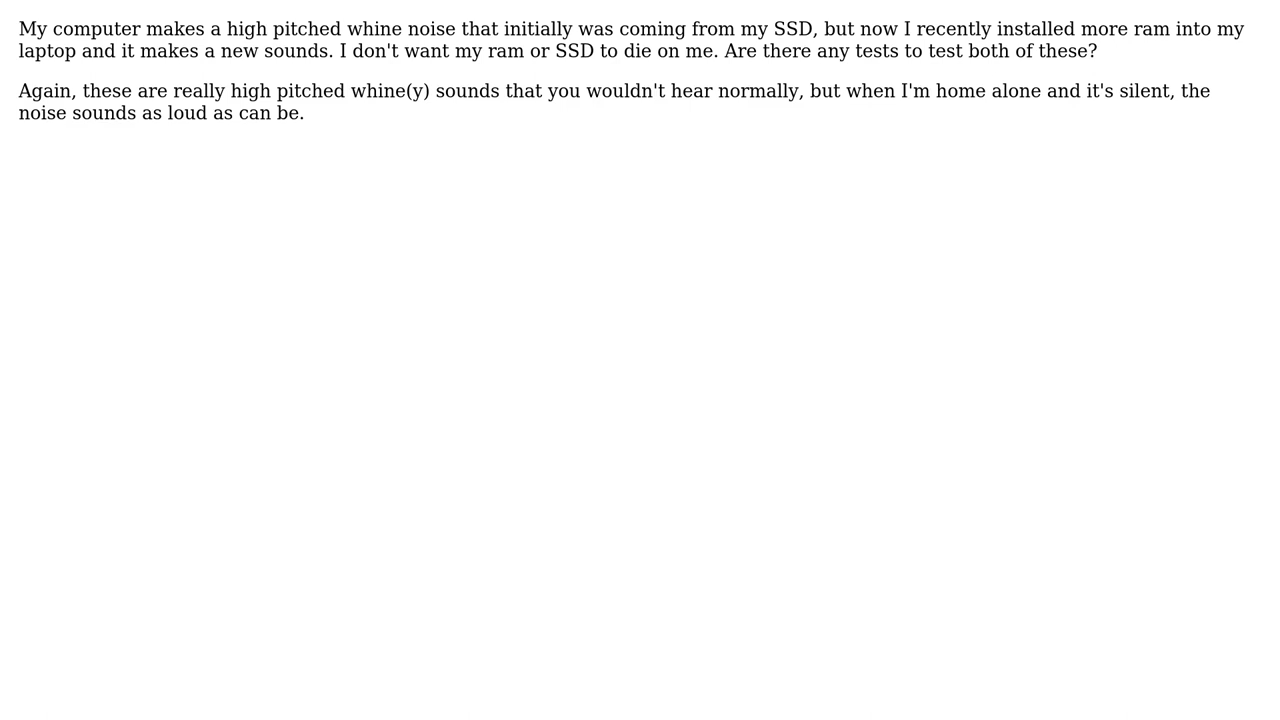 My computer makes a high pitched whine noise that initially was coming from my SSD, but now I recently installed more ram into my
laptop and it makes a new sounds. I don't want my ram or SSD to die on me. Are there any tests to test both of these?
Again, these are really high pitched whine(y) sounds that you wouldn't hear normally, but when I'm home alone and it's silent, the
noise sounds as loud as can be.